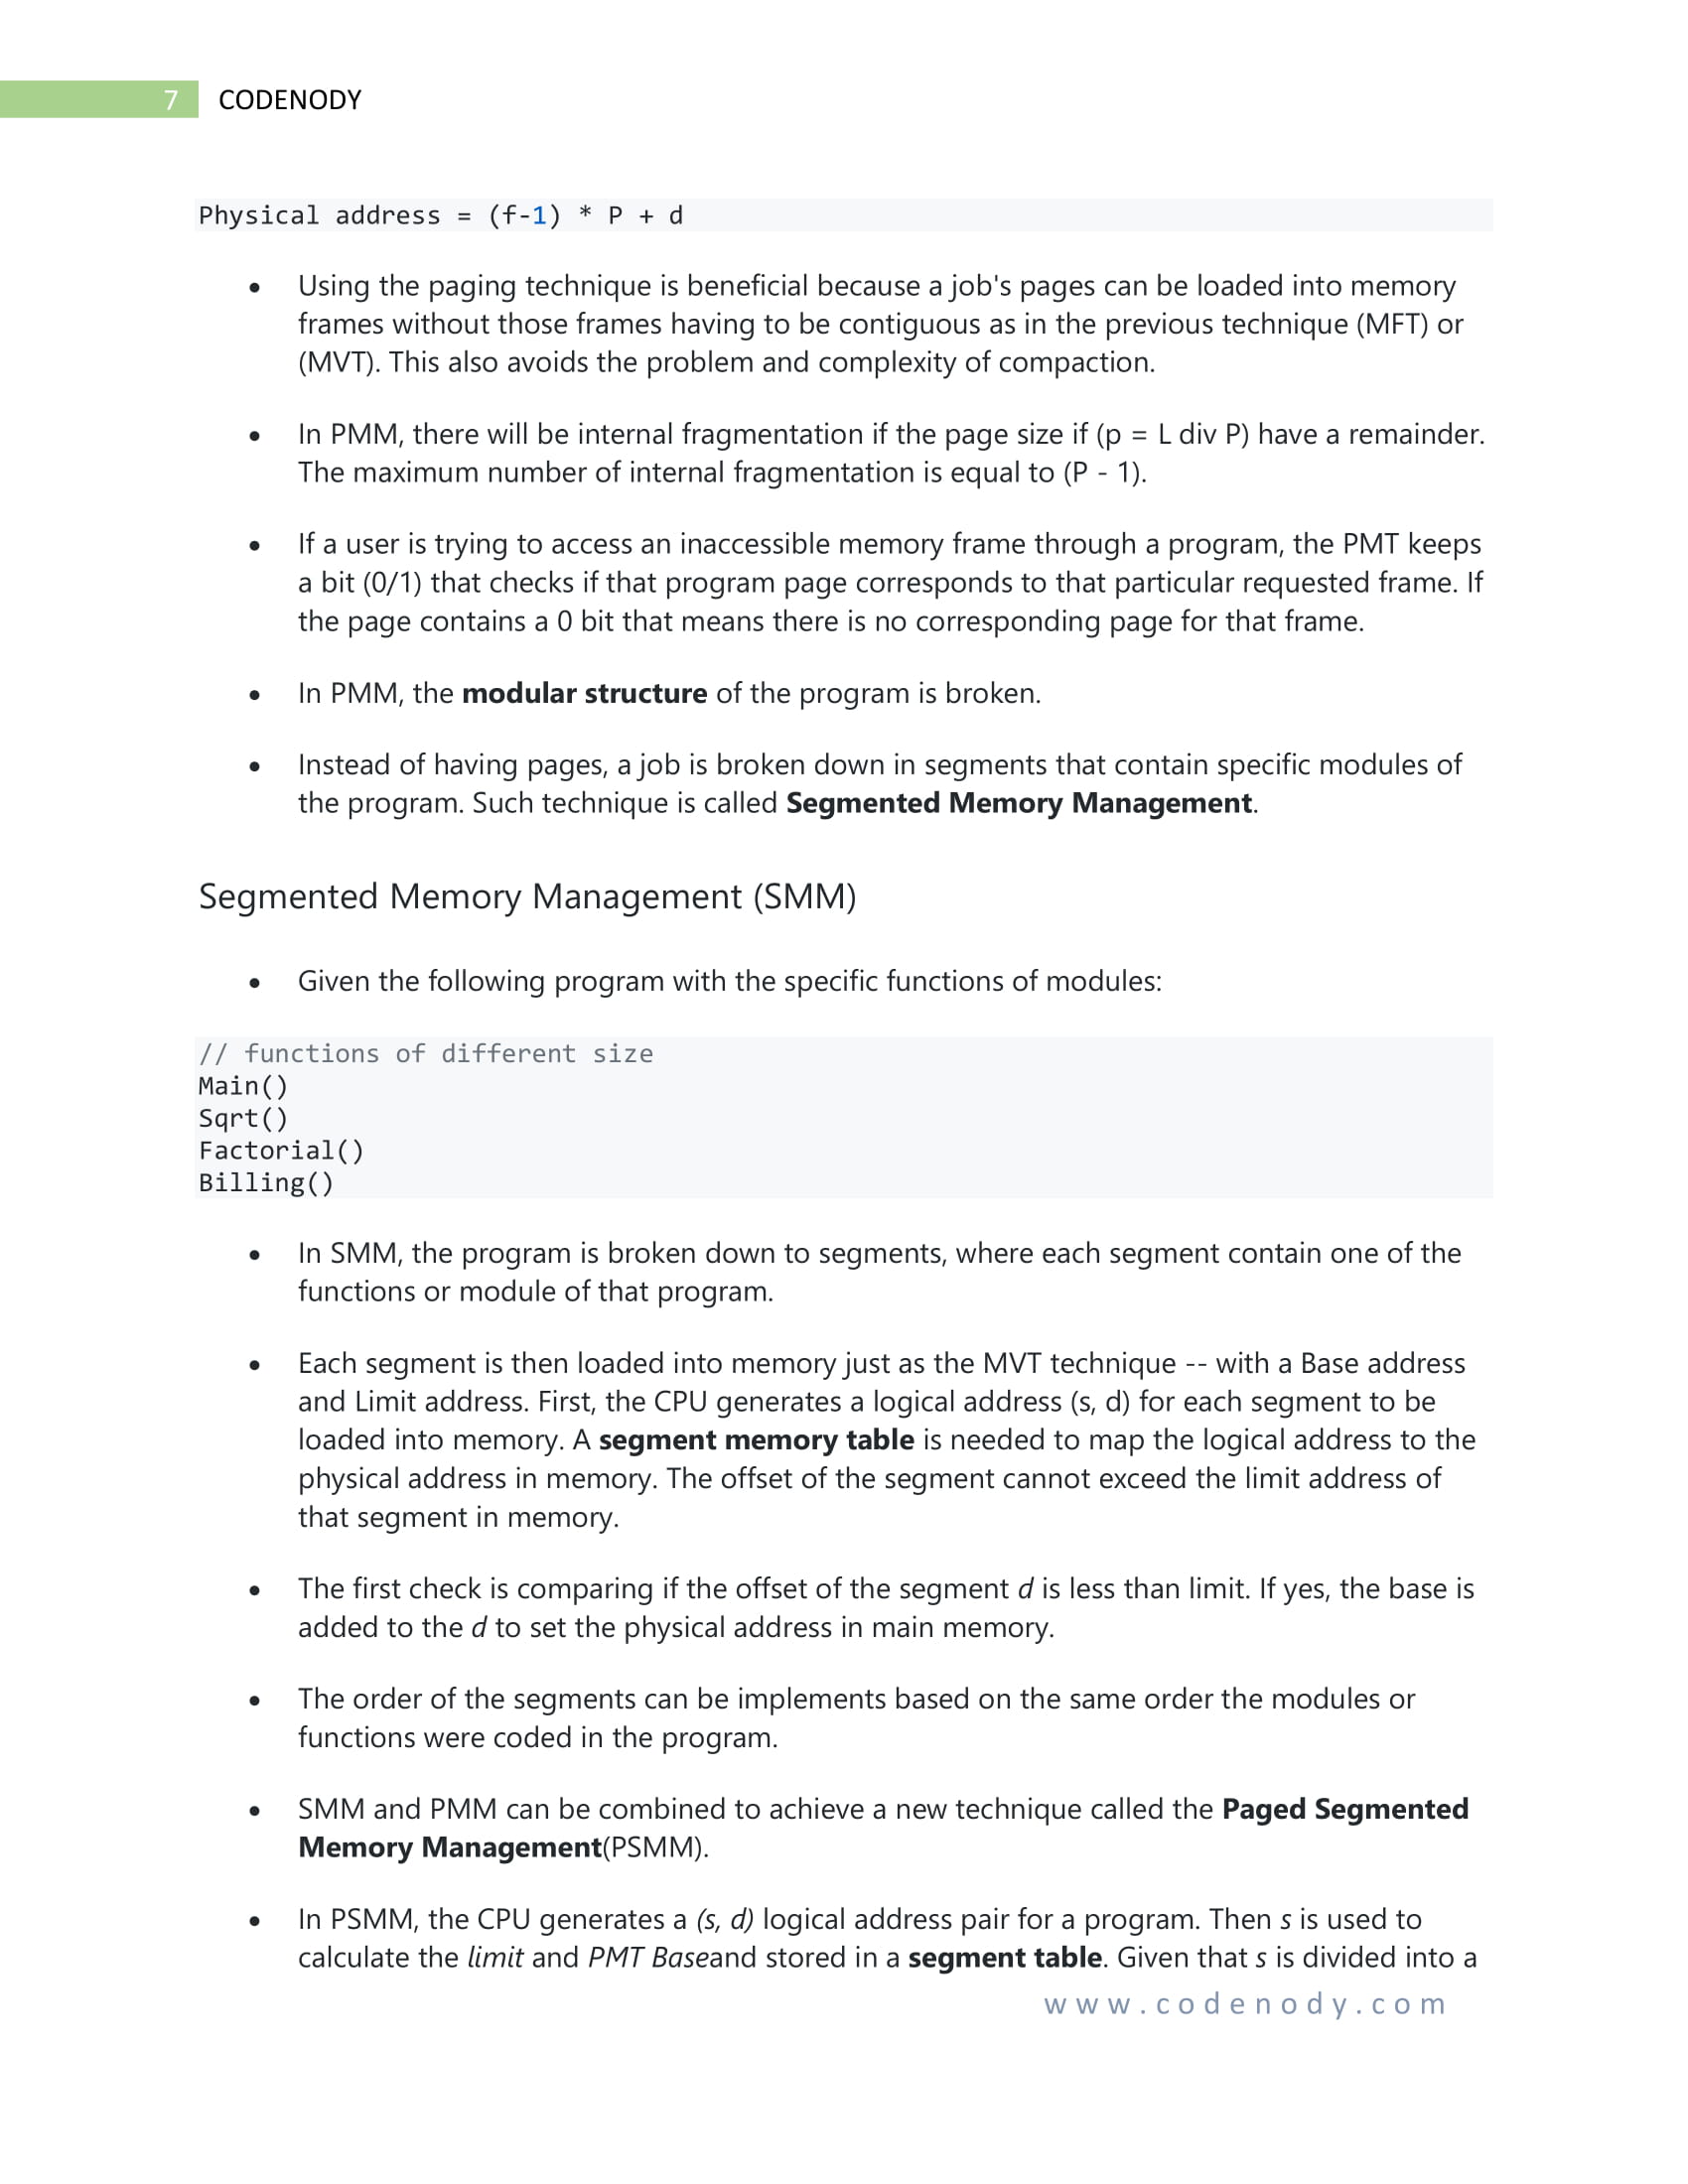 7 CODENODY
Physical address = (f-1) * P + d
• Using the paging technique is beneficial because a job's pages can be loaded into memory
frames without those frames having to be contiguous as in the previous technique (MFT) or
(MVT). This also avoids the problem and complexity of compaction.
• In PMM, there will be internal fragmentation if the page size if (p = L div P) have a remainder.
The maximum number of internal fragmentation is equal to (P - 1).
• If a user is trying to access an inaccessible memory frame through a program, the PMT keeps
a bit (0/1) that checks if that program page corresponds to that particular requested frame. If
the page contains a 0 bit that means there is no corresponding page for that frame.
• In PMM, the modular structure of the program is broken.
• Instead of having pages, a job is broken down in segments that contain specific modules of
the program. Such technique is called Segmented Memory Management.
Segmented Memory Management (SMM)
• Given the following program with the specific functions of modules:
// functions of different size
Main()
Sqrt()
Factorial()
Billing()
• In SMM, the program is broken down to segments, where each segment contain one of the
functions or module of that program.
• Each segment is then loaded into memory just as the MVT technique -- with a Base address
and Limit address. First, the CPU generates a logical address (s, d) for each segment to be
loaded into memory. A segment memory table is needed to map the logical address to the
physical address in memory. The offset of the segment cannot exceed the limit address of
that segment in memory.
• The first check is comparing if the offset of the segment d is less than limit. If yes, the base is
added to the d to set the physical address in main memory.
• The order of the segments can be implements based on the same order the modules or
functions were coded in the program.
• SMM and PMM can be combined to achieve a new technique called the Paged Segmented
Memory Management(PSMM).
• In PSMM, the CPU generates a (s, d) logical address pair for a program. Then s is used to
calculate the limit and PMT Baseand stored in a segment table. Given that s is divided into a
www.codenody.com